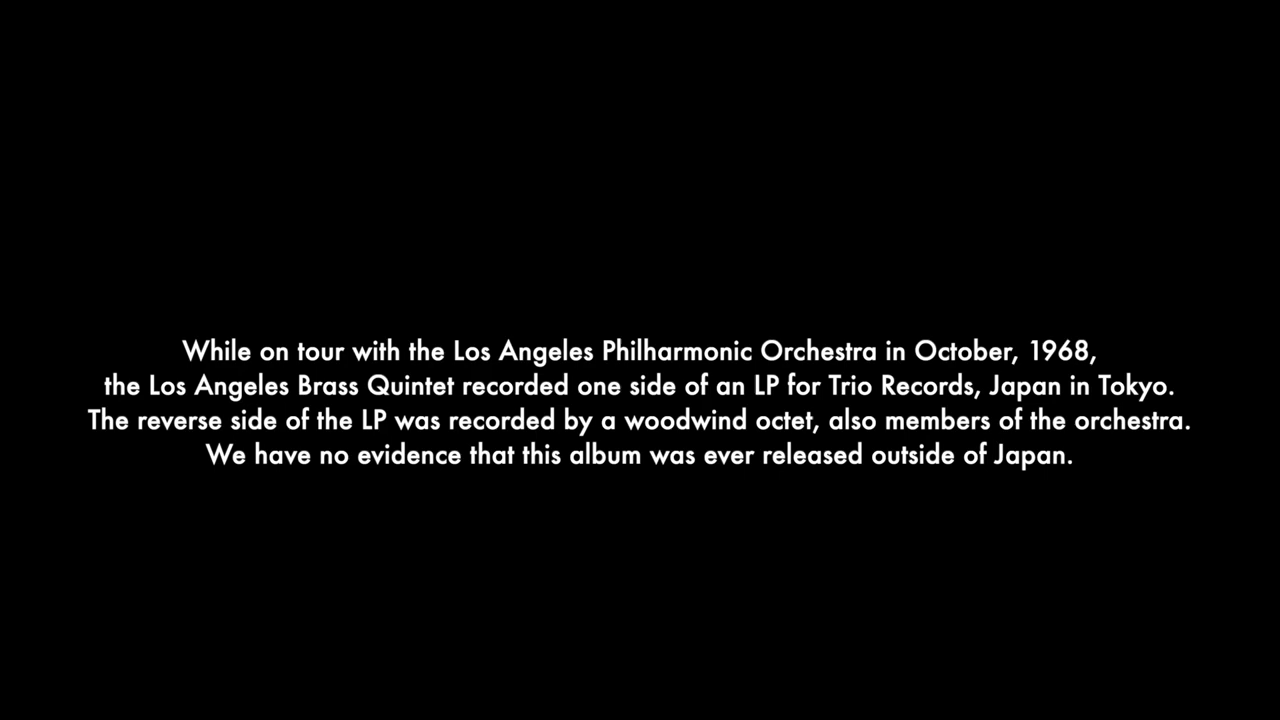 While on tour with the Los Angeles Philharmonic Orchestra in October, 1968,
the Los Angeles Brass Quintet recorded one side of an LP for Trio Records, Japan in Tokyo.
The reverse side of the LP was recorded by a woodwind octet, also members of the orchestra.
We have no evidence that this album was ever released outside of Japan.